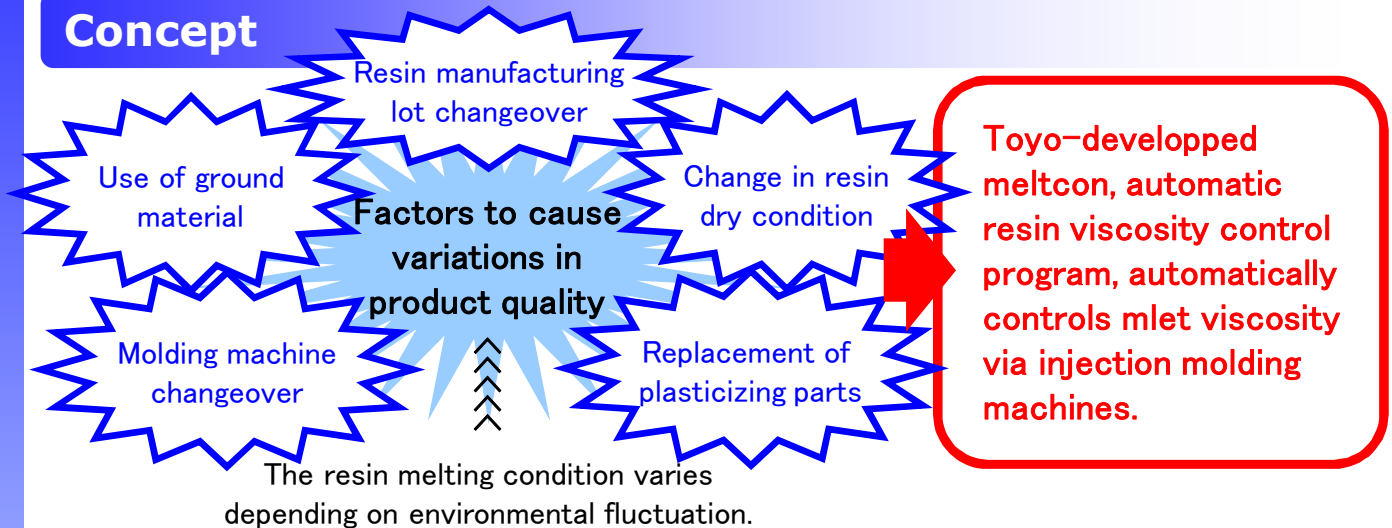 Concept
Resin manufacturing
lot changeover
Use of ground
material
Change in resin
dry condition
Factors to cause
variations in
product quality
Molding machine
changeover
Replacement of
plasticizing parts
The resin melting condition varies
depending on environmental fluctuation.
Toyo-developped
meltcon, automatic
resin viscosity control
program, automatically
controls mlet viscosity
via injection molding
machines.